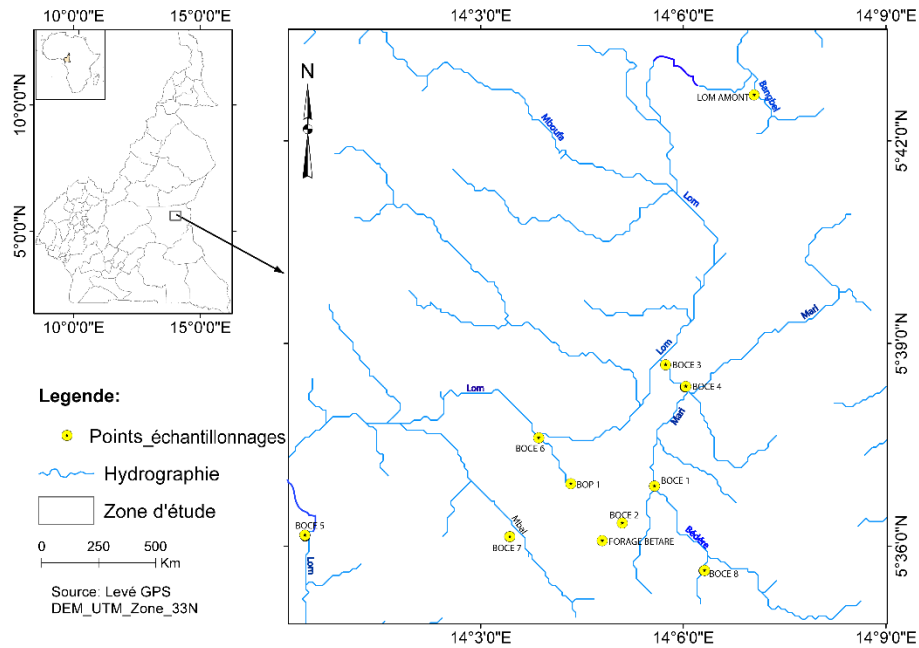 10°0'0"E 15°0'0"E
10°0'0"N
5°0'0"N
10°0'0"E 15°0'0"E
14°3'0"E 14°6'0"E 14°9'0"E
N
LOM AMONT
Bangbel
Mboufa
5°42'0"N
Lom
Mari
5°39'0"N
Lom
BOCE 3
BOCE 4
Lom
Mari
BOCE 6
BOP 1
BOCE 1
BOCE 2
Bédére
BOCE 5
Mbal
FORAGE BETARE
5°36'0"N
BOCE 7
Lom
BOCE 8
14°3'0"E 14°6'0"E 14°9'0"E
Legende:
Points_échantillonnages
Hydrographie
Zone d'étude
0 250 500
Km
Source: Levé GPS
DEM_UTM_Zone_33N